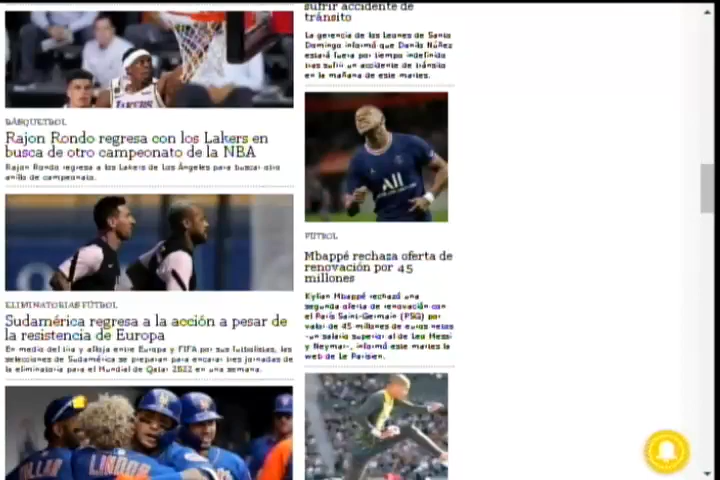 BÁSQUETBOL
Rajon Rondo regresa con los Lakers en
busca de otro campeonato de la NBA
Rajon Rondo regresa a los Lakers de Los Ángeles para buscar otro
anillo de campeonato.
ELIMINATORIAS FÚTBOL
Sudamérica regresa a la acción a pesar de
la resistencia de Europa
En medio del tira y afloja entre Europa y FIFA por sus futbolistas, las
selecciones de Sudamérica se preparan para encarar tres jornadas de
la eliminatoria para el Mundial de Qatar 2022 en una semana.
LINDOR
sufrir accidente de
tránsito
La gerencia de los Leones de Santo
Domingo informó que Danilo Núñez
estará fuera por tiempo indefinido
tras sufrir un accidente de tránsito
en la mañana de este martes.
FÚTBOL
Mbappé rechaza oferta de
renovación por 45
millones
Kylian Mbappé rechazó una
segunda oferta de renovación con
el París Saint-Germain (PSG) por
valor de 45 millones de euros netos
-un salario superior al de Leo Messi
y Neymar-, informó este martes la
web de Le Parisien.